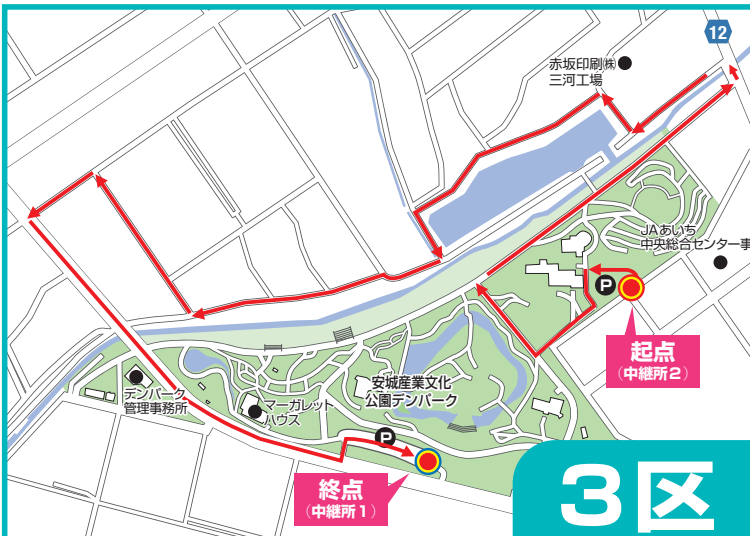 12
赤坂印刷㈱
三河工場
JAあいち
中央総合センター事
P
起点
（中継所2）
安城産業文化
公園デンパーク
デンパーク
管理事務所
マーガレット
ハウス
P
終点
（中継所1）
3区